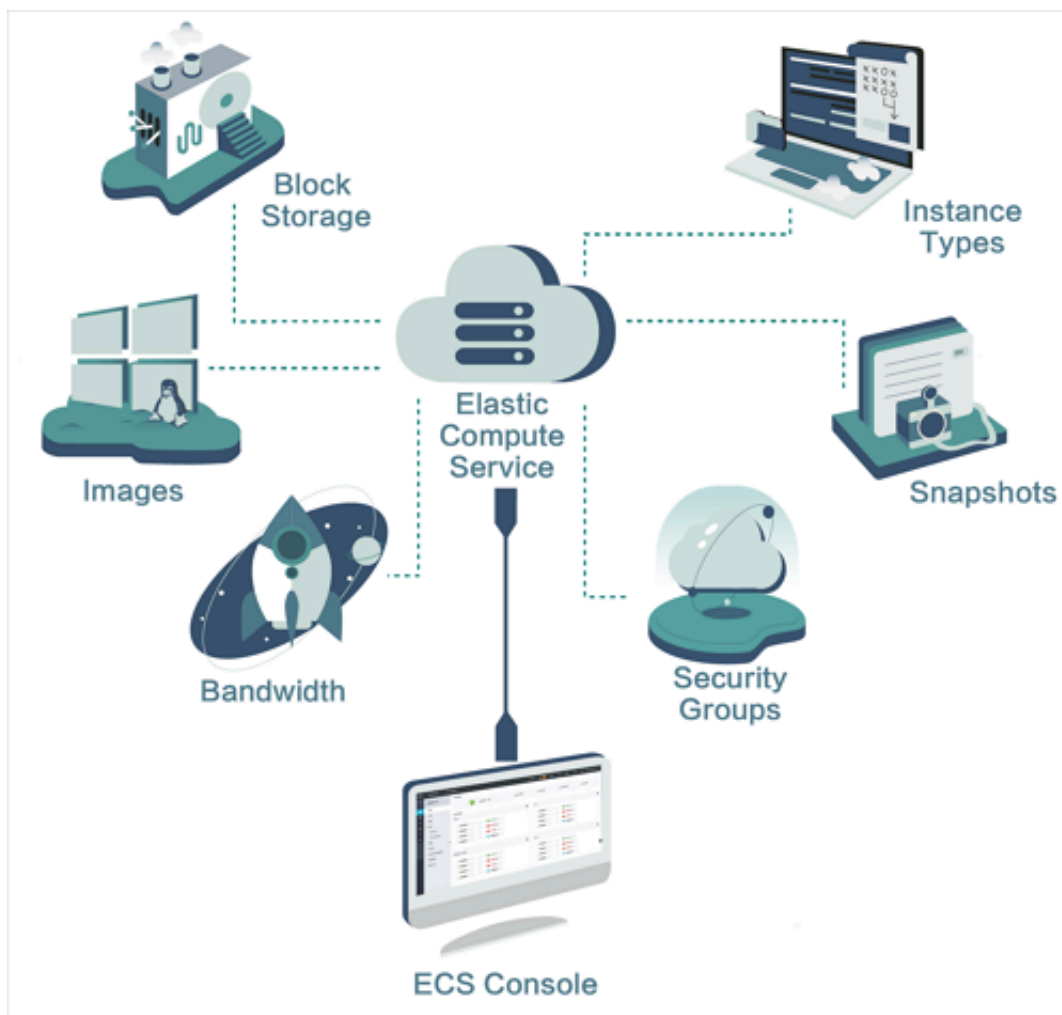 Block
Storage
Instance
Types
Images
Elastic
Compute
Service
Snapshots
Bandwidth
Security
Groups
ECS Console